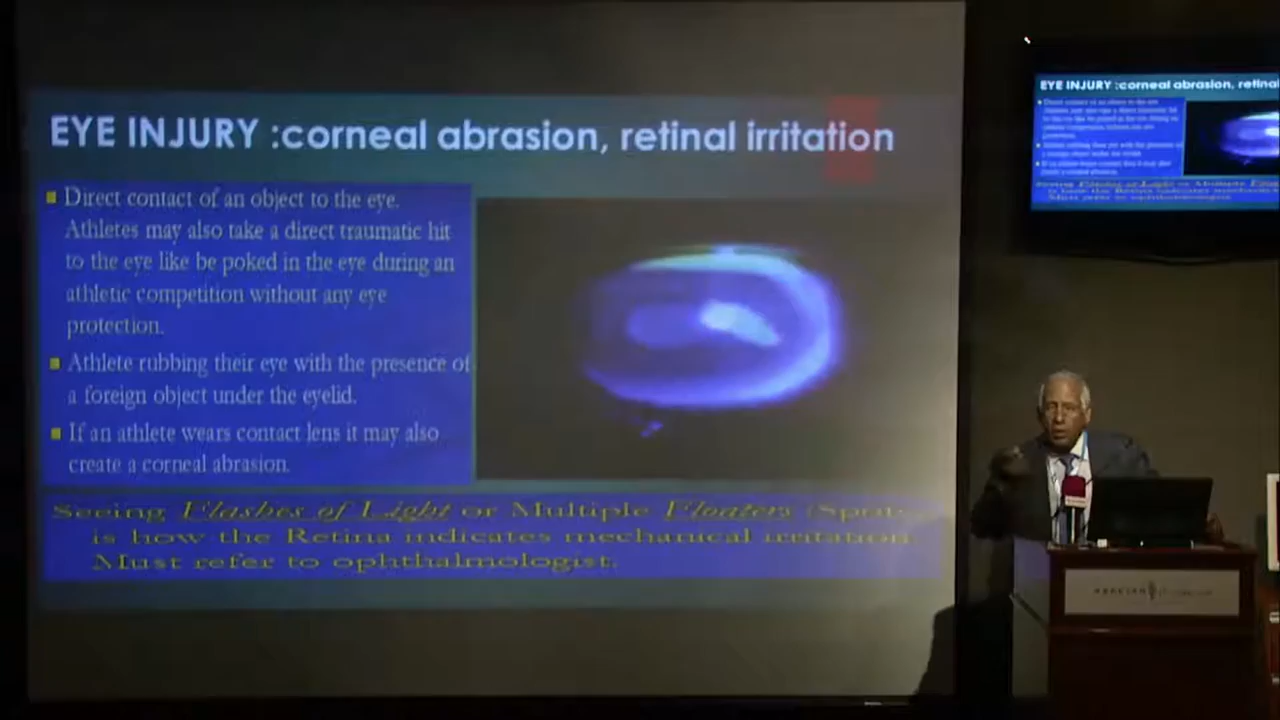 EYE INJURY :corneal abrasion, retinal irritation
Direct contact of an object to the eye.
Athletes may also take a direct traumatic hit
to the eye like be poked in the eye during an
athletic competition without any eye
protection.
Athlete rubbing their eye with the presence of
a foreign object under the eyelid.
If an athlete wears contact lens it may also
create a corneal abrasion.
Seeing Flashes of Light or Multiple Floaters (Spots
is how the Retina indicates mechanical irritation.
Must refer to ophthalmologist.
EYE INJURY :corneal abrasion, retinal